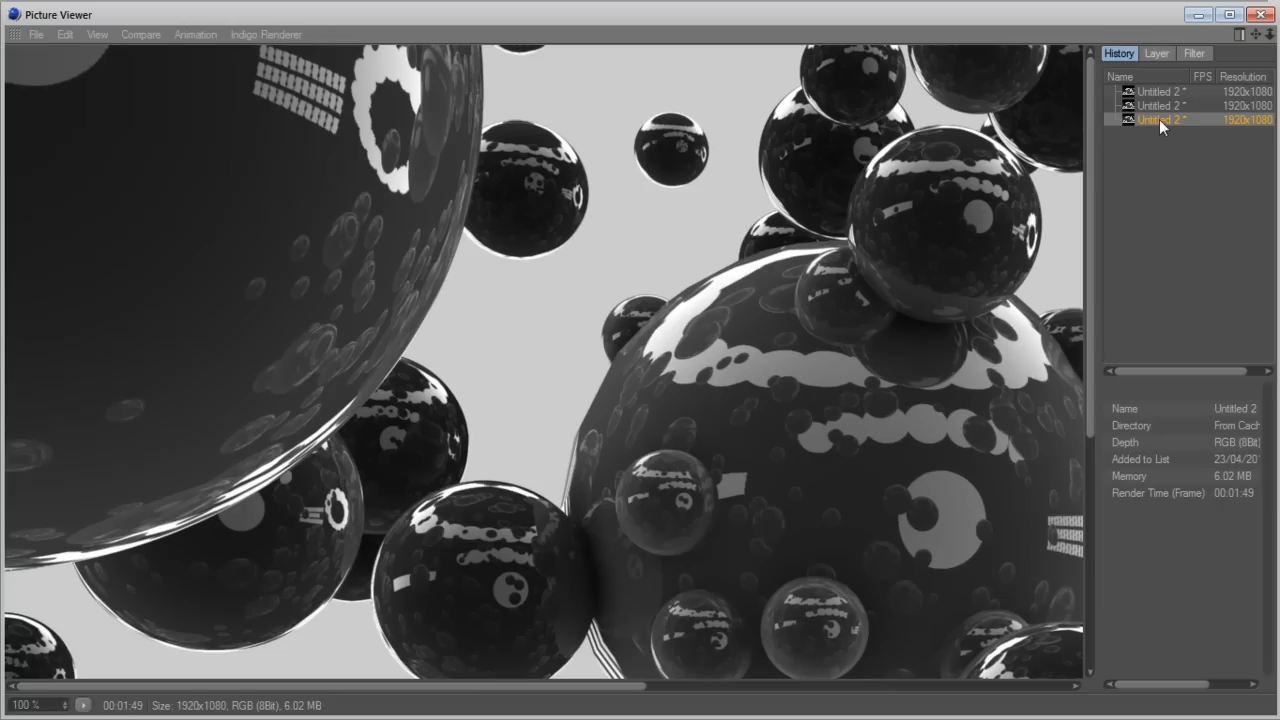 Picture Viewer
File Edit View Compare Animation Indigo Renderer
History Layer Filter
Name FPS Resolution
Untitled 2 * 1920x1080
Untitled 2 * 1920x1080
Untitled 2 * 1920x1080
Name Untitled 2
Directory From Cach
Depth RGB (8Bit)
Added to List 23/04/20
Memory 6.02 MB
Render Time (Frame) 00:01:49
100 % 00:01:49 Size: 1920x1080, RGB (8Bit), 6.02 MB